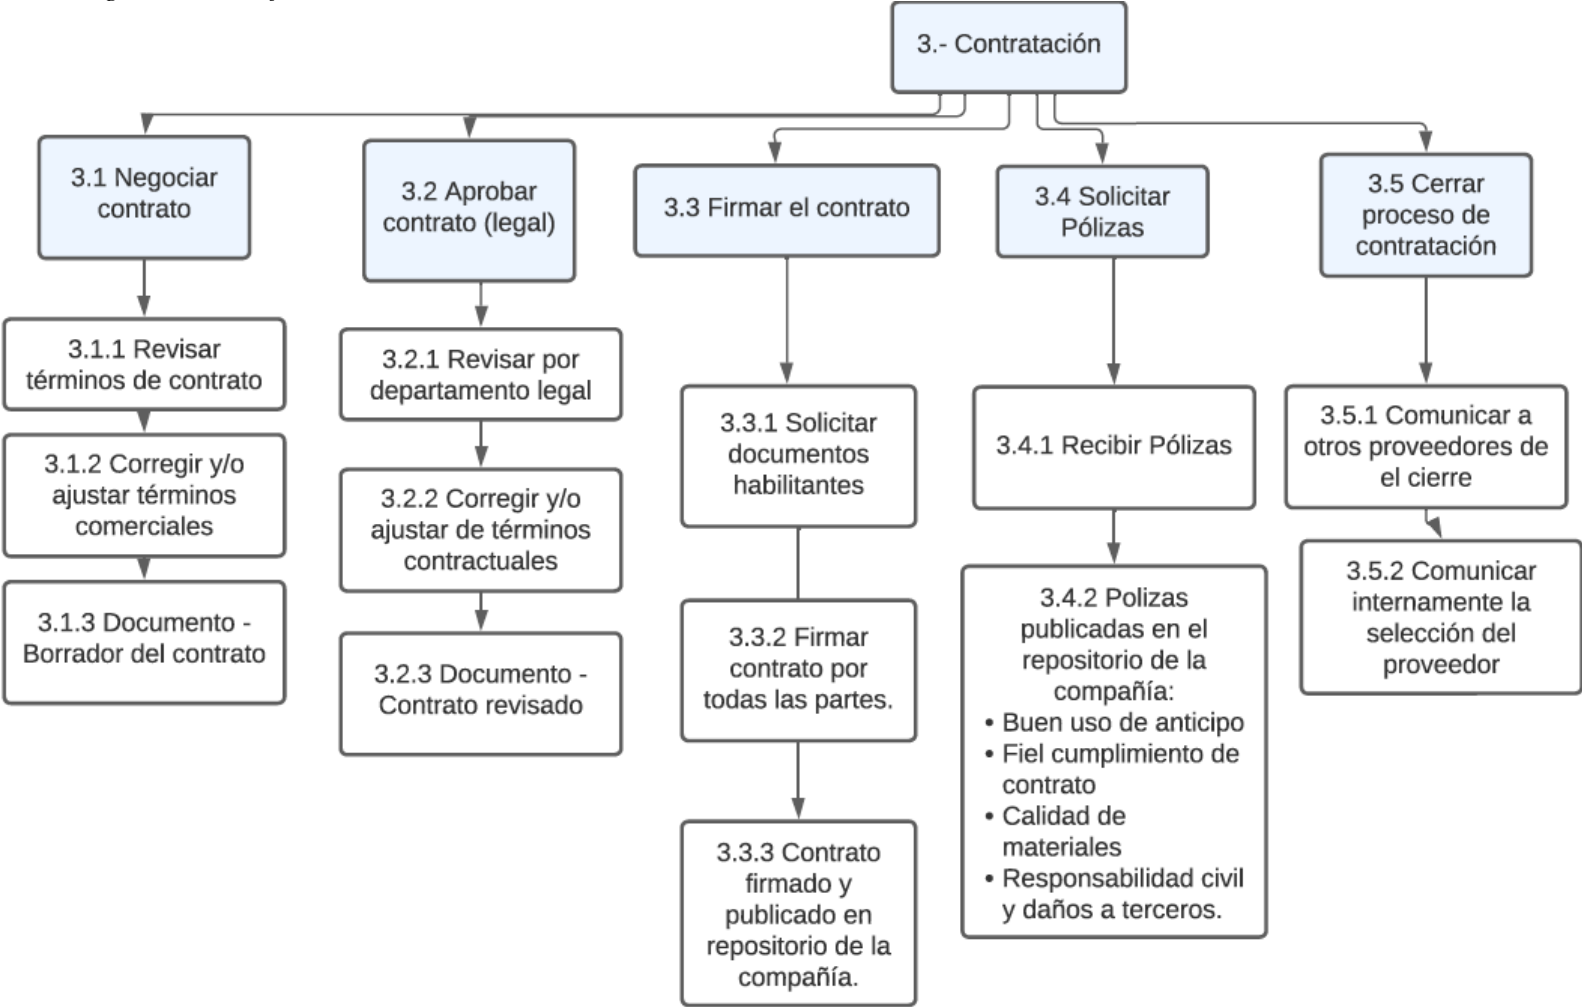 3.- Contratación
3.1 Negociar
contrato
3.2 Aprobar
contrato (legal)
3.3 Firmar el contrato
3.4 Solicitar
Pólizas
3.5 Cerrar
proceso de
contratación
3.1.1 Revisar
términos de contrato
3.1.2 Corregir y/o
ajustar términos
comerciales
3.1.3 Documento -
Borrador del contrato
3.2.1 Revisar por
departamento legal
3.2.2 Corregir y/o
ajustar de términos
contractuales
3.2.3 Documento -
Contrato revisado
3.3.1 Solicitar
documentos
habilitantes
3.3.2 Firmar
contrato por
todas las partes.
3.3.3 Contrato
firmado y
publicado en
repositorio de la
compañía.
3.4.1 Recibir Pólizas
3.4.2 Polizas
publicadas en el
repositorio de la
compañía:
• Buen uso de anticipo
• Fiel cumplimiento de
contrato
• Calidad de
materiales
• Responsabilidad civil
y daños a terceros.
3.5.1 Comunicar a
otros proveedores de
el cierre
3.5.2 Comunicar
internamente la
selección del
proveedor